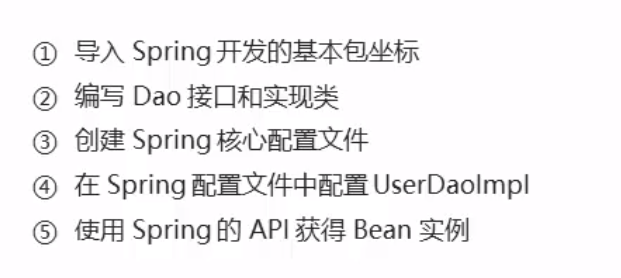 ① 导入 Spring 开发的基本包坐标
② 编写 Dao 接口和实现类
③ 创建 Spring 核心配置文件
④ 在 Spring 配置文件中配置 UserDaoImpl
⑤ 使用 Spring 的 API 获得 Bean 实例